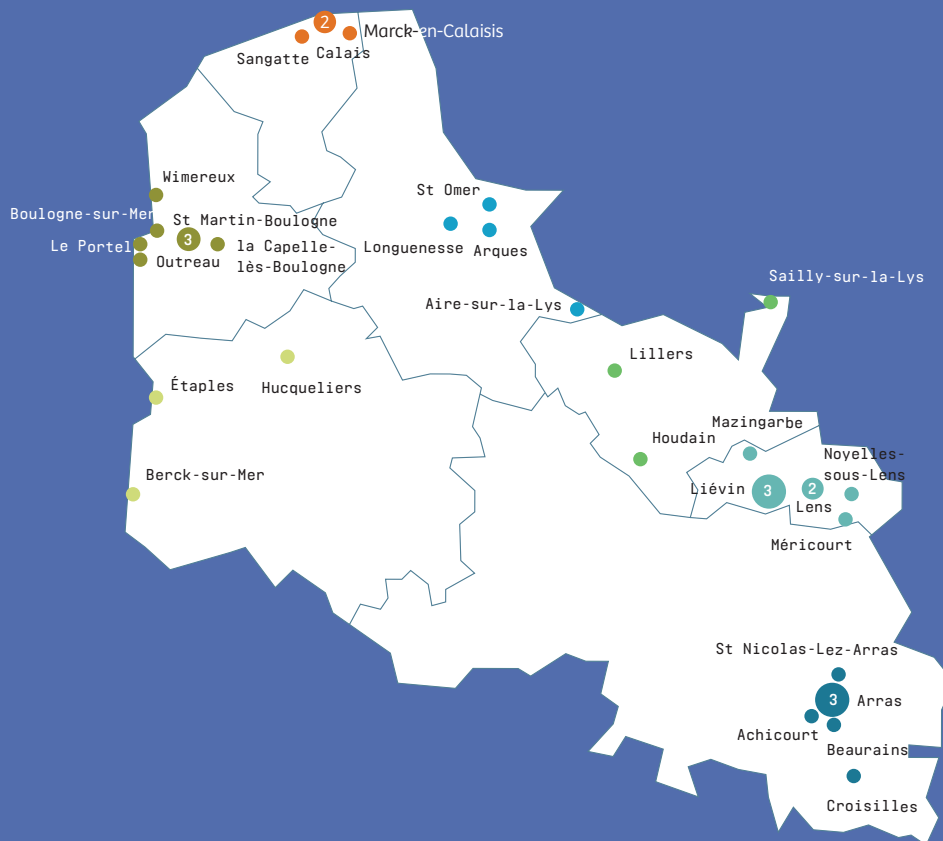 2
Marck-en-Calaisis
Sangatte
Calais
Wimereux
St Omer
Boulogne-sur-Mer
St Martin-Boulogne
3
Le Portel
la Capelle-
lès-Boulogne
Outreau
Longuenesse
Arques
Sailly-sur-la-Lys
Aire-sur-la-Lys
Lillers
Étaples
Hucqueliers
Mazingarbe
Houdain
Noyelles-
sous-Lens
Berck-sur-Mer
Liévin
3
2
Lens
Méricourt
St Nicolas-Lez-Arras
3
Arras
Achicourt
Beaurains
Croisilles